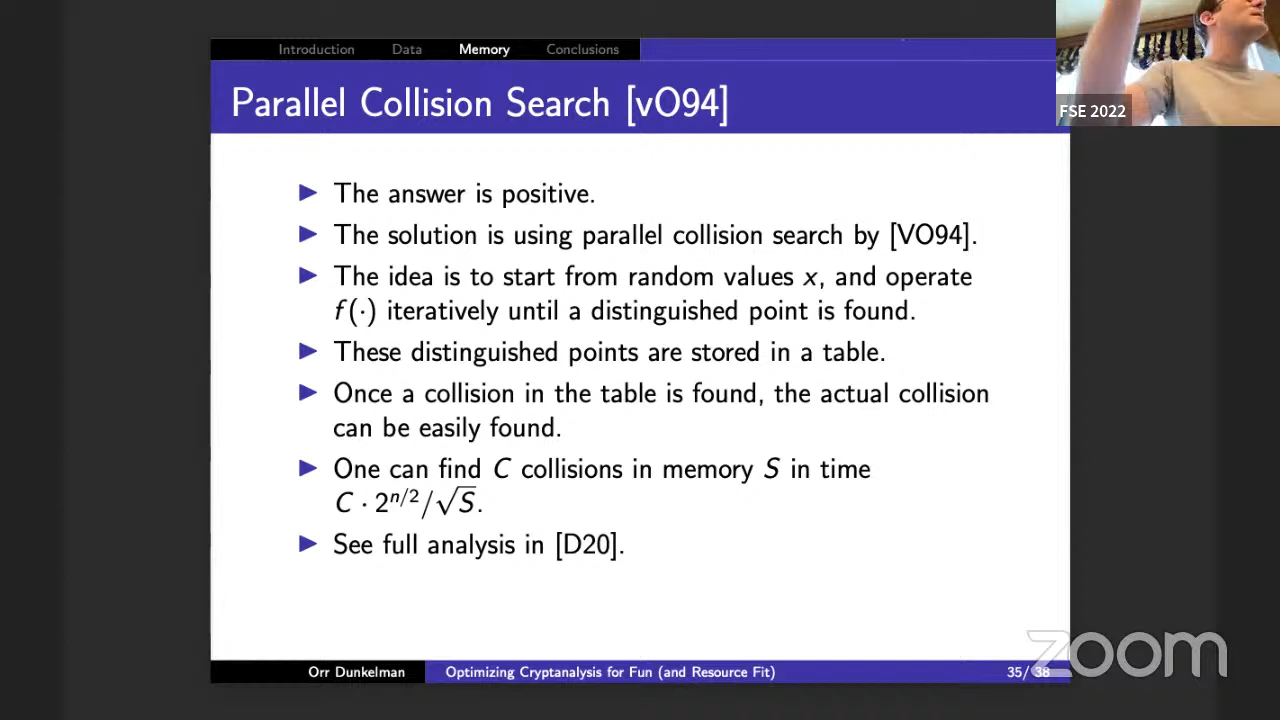 Introduction Data Memory Conclusions
Parallel Collision Search [vO94]
FSE 2022
The answer is positive.
The solution is using parallel collision search by [VO94].
The idea is to start from random values x, and operate
f(·) iteratively until a distinguished point is found.
These distinguished points are stored in a table.
Once a collision in the table is found, the actual collision
can be easily found.
One can find C collisions in memory S in time
C · 2^{n/2}/√S.
See full analysis in [D20].
zoom
Orr Dunkelman Optimizing Cryptanalysis for Fun (and Resource Fit) 35/ 38